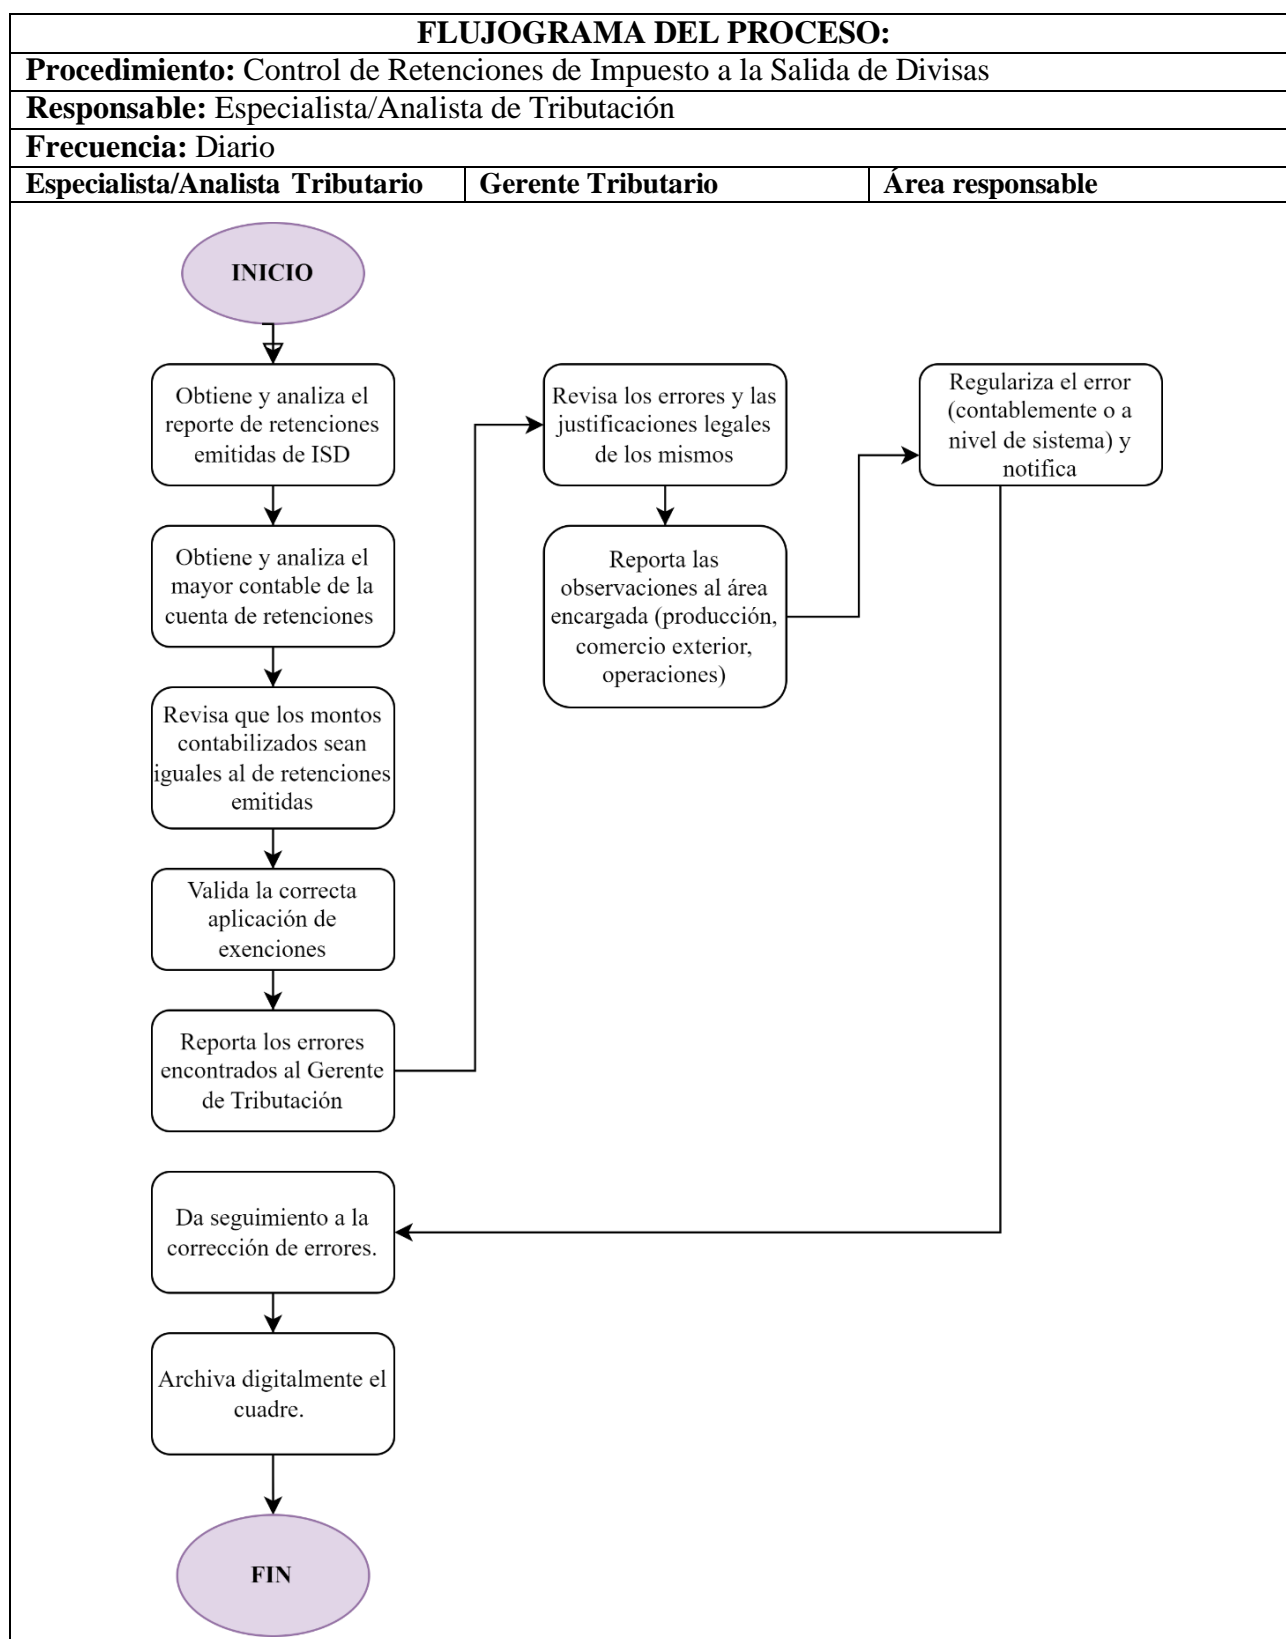 FLUJOGRAMA DEL PROCESO:
Procedimiento: Control de Retenciones de Impuesto a la Salida de Divisas
Responsable: Especialista/Analista de Tributación
Frecuencia: Diario
Especialista/Analista Tributario
Gerente Tributario
Área responsable
INICIO
Obtiene y analiza el
reporte de retenciones
emitidas de ISD
Obtiene y analiza el
mayor contable de la
cuenta de retenciones
Revisa que los montos
contabilizados sean
iguales al de retenciones
emitidas
Valida la correcta
aplicación de
exenciones
Reporta los errores
encontrados al Gerente
de Tributación
Revisa los errores y las
justificaciones legales
de los mismos
Reporta las
observaciones al área
encargada (producción,
comercio exterior,
operaciones)
Regulariza el error
(contablemente o a
nivel de sistema) y
notifica
Da seguimiento a la
corrección de errores.
Archiva digitalmente el
cuadre.
FIN